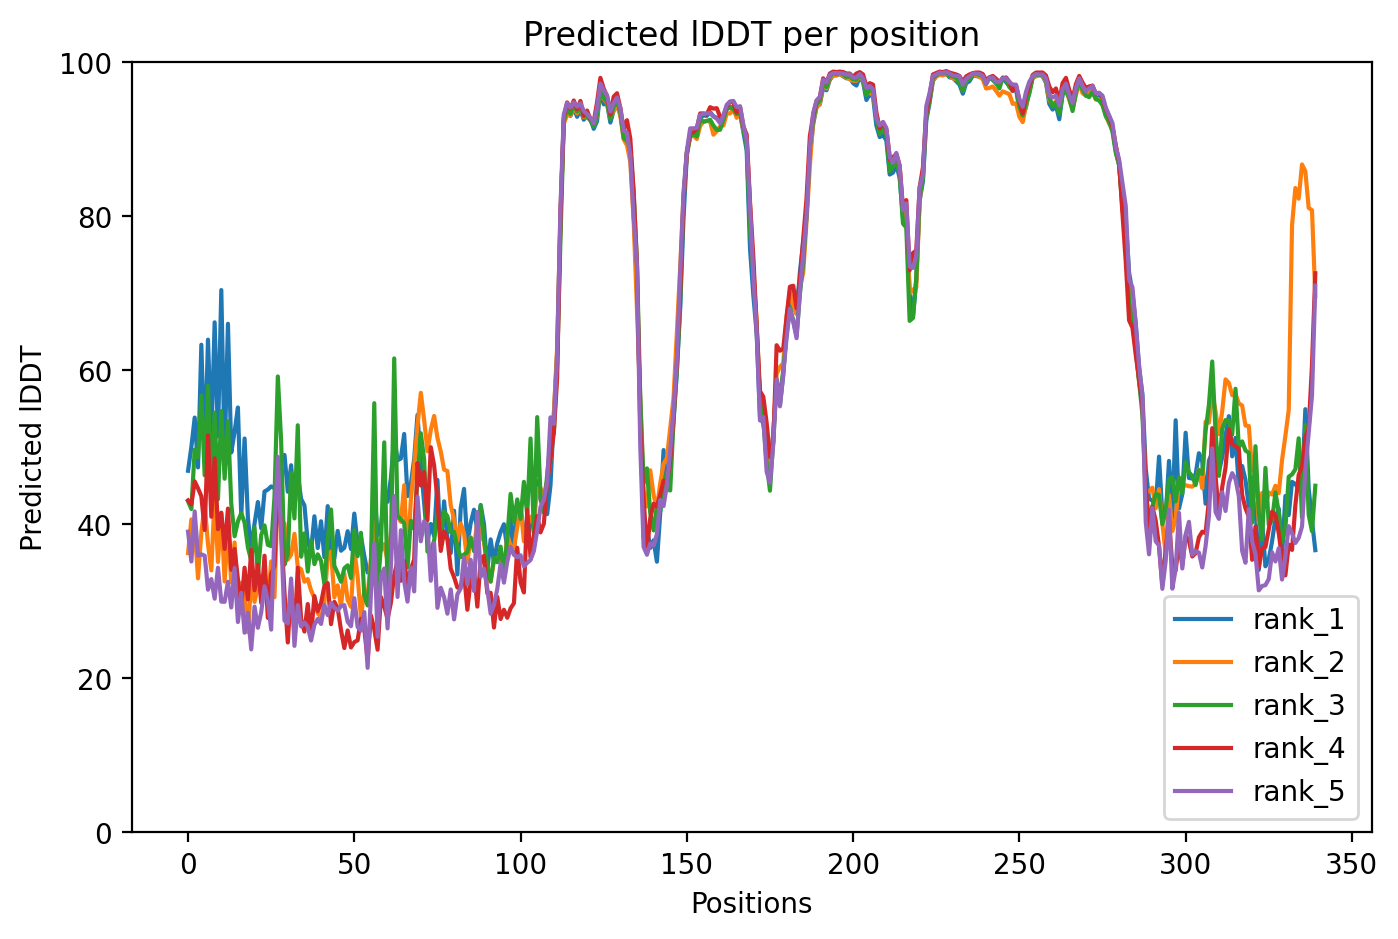 Predicted lDDT per position
Predicted lDDT
100
80
60
40
20
0
rank_1
rank_2
rank_3
rank_4
rank_5
0 50 100 150 200 250 300 350
Positions